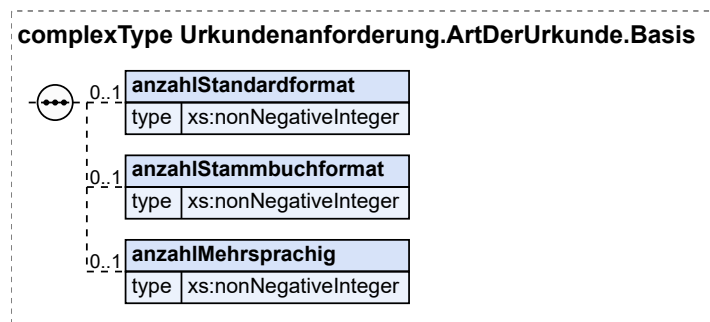 complexType Urkundenanforderung.ArtDerUrkunde.Basis
0..1 anzahlStandardformat
type xs:nonNegativeInteger
0..1 anzahlStammbuchformat
type xs:nonNegativeInteger
0..1 anzahlMehrsprachig
type xs:nonNegativeInteger